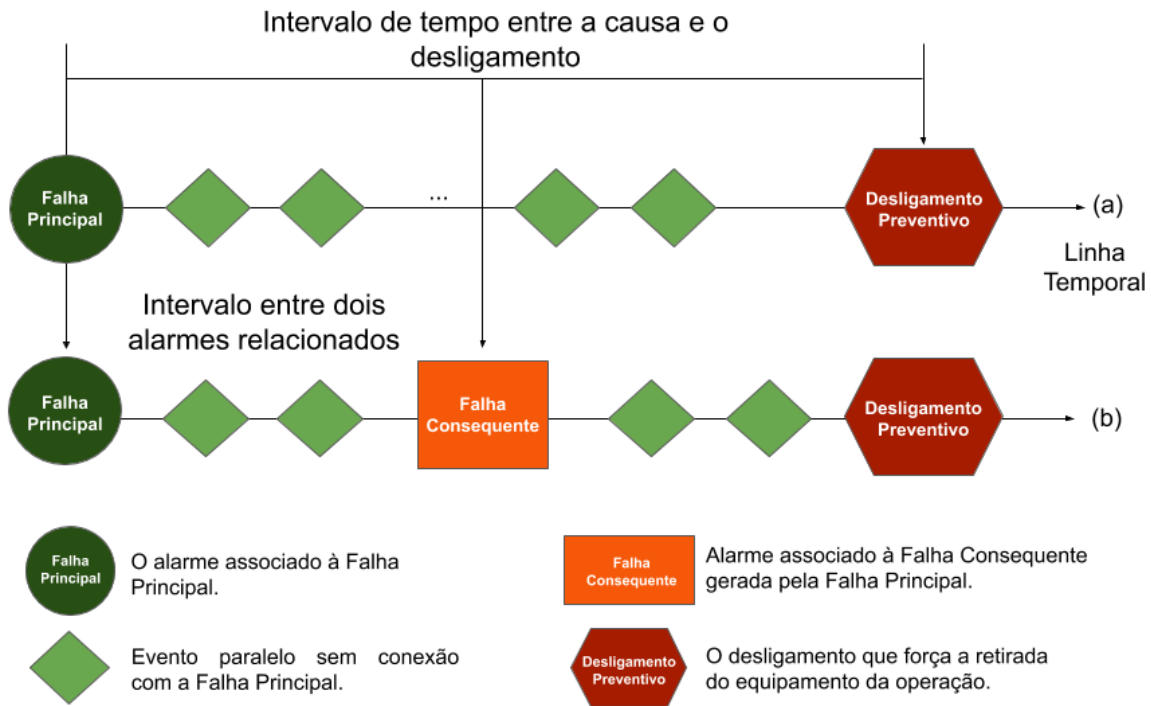 Intervalo de tempo entre a causa e o
desligamento
Falha
Principal
...
Desligamento
Preventivo
(a)
Linha
Temporal
Intervalo entre dois
alarmes relacionados
Falha
Principal
Falha
Consequente
Desligamento
Preventivo
(b)
Falha
Principal
O alarme associado à Falha
Principal.
Falha
Consequente
Alarme associado à Falha Consequente
gerada pela Falha Principal.
Evento paralelo sem conexão
com a Falha Principal.
Desligamento
Preventivo
O desligamento que força a retirada
do equipamento da operação.